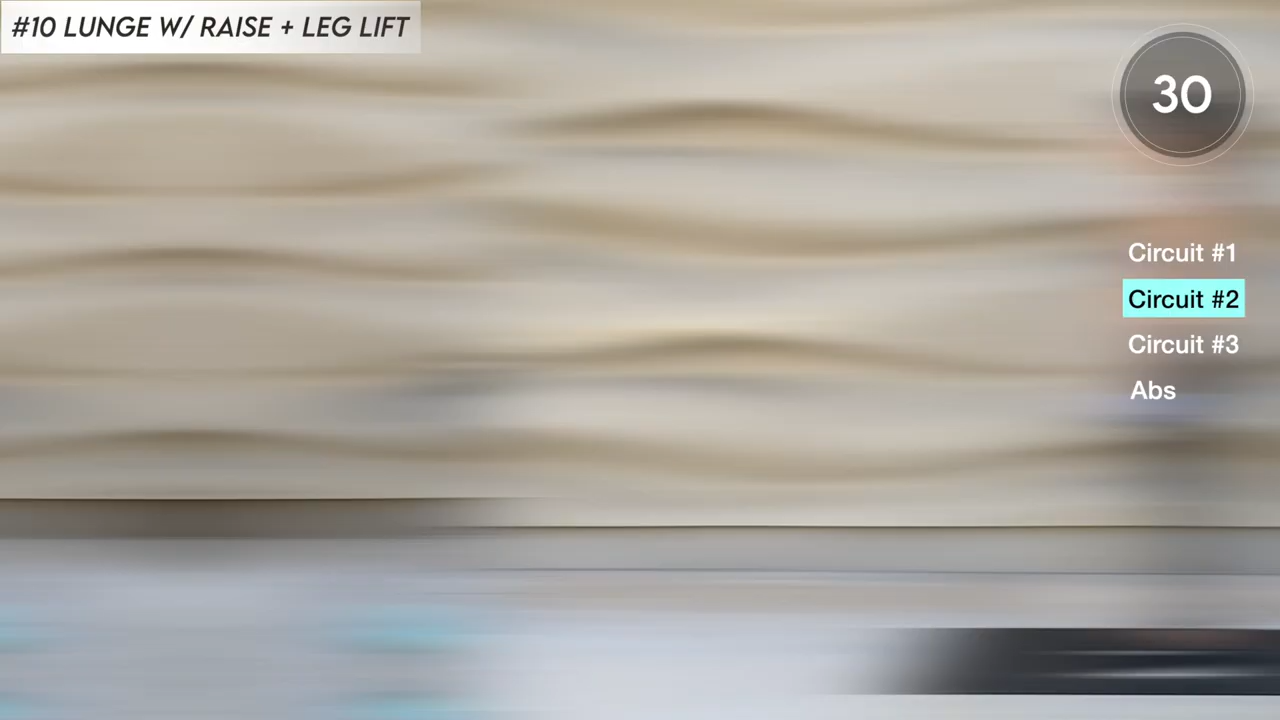 #10 LUNGE W/ RAISE + LEG LIFT
30
Circuit #1
Circuit #2
Circuit #3
Abs